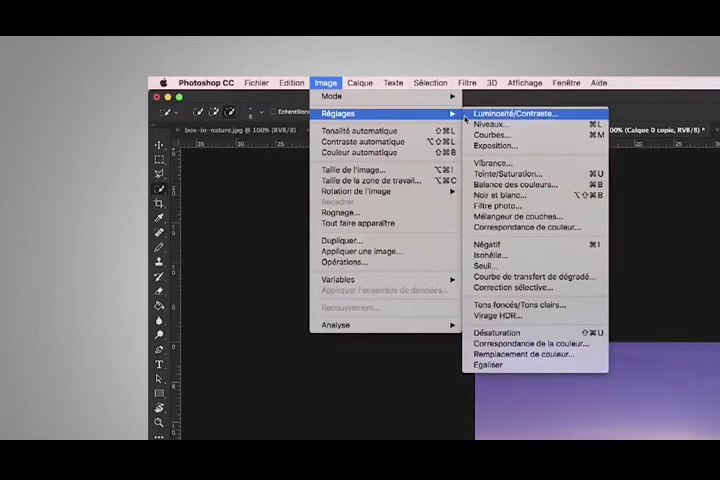 Photoshop CC Fichier Edition Image Calque Texte Sélection Filtre 3D Affichage Fenêtre Aide
Mode
Réglages
Tonalité automatique ⇧⌘L
Contraste automatique ⌥⇧⌘L
Couleur automatique ⇧⌘B
Taille de l'image... ⌥⌘I
Taille de la zone de travail... ⌥⌘C
Rotation de l'image
Recadrer
Rognage...
Tout faire apparaître
Dupliquer...
Appliquer une image...
Opérations...
Variables
Appliquer l'ensemble de données...
Recouvrement...
Analyse
Luminosité/Contraste...
Niveaux... ⌘L
Courbes... ⌘M
Exposition...
Vibrance...
Teinte/Saturation... ⌘U
Balance des couleurs... ⌘B
Noir et blanc... ⌥⇧⌘B
Filtre photo...
Mélangeur de couches...
Correspondance de couleur...
Négatif ⌘I
Isohélie...
Seuil...
Courbe de transfert de dégradé...
Correction sélective...
Tons foncés/Tons clairs...
Virage HDR...
Désaturation ⇧⌘U
Correspondance de la couleur...
Remplacement de couleur...
Egaliser
Echantillonn
box-in-nature.jpg @ 100% (RVB/8)
100% (Calque 0 copie, RVB/8) *
35 30 25